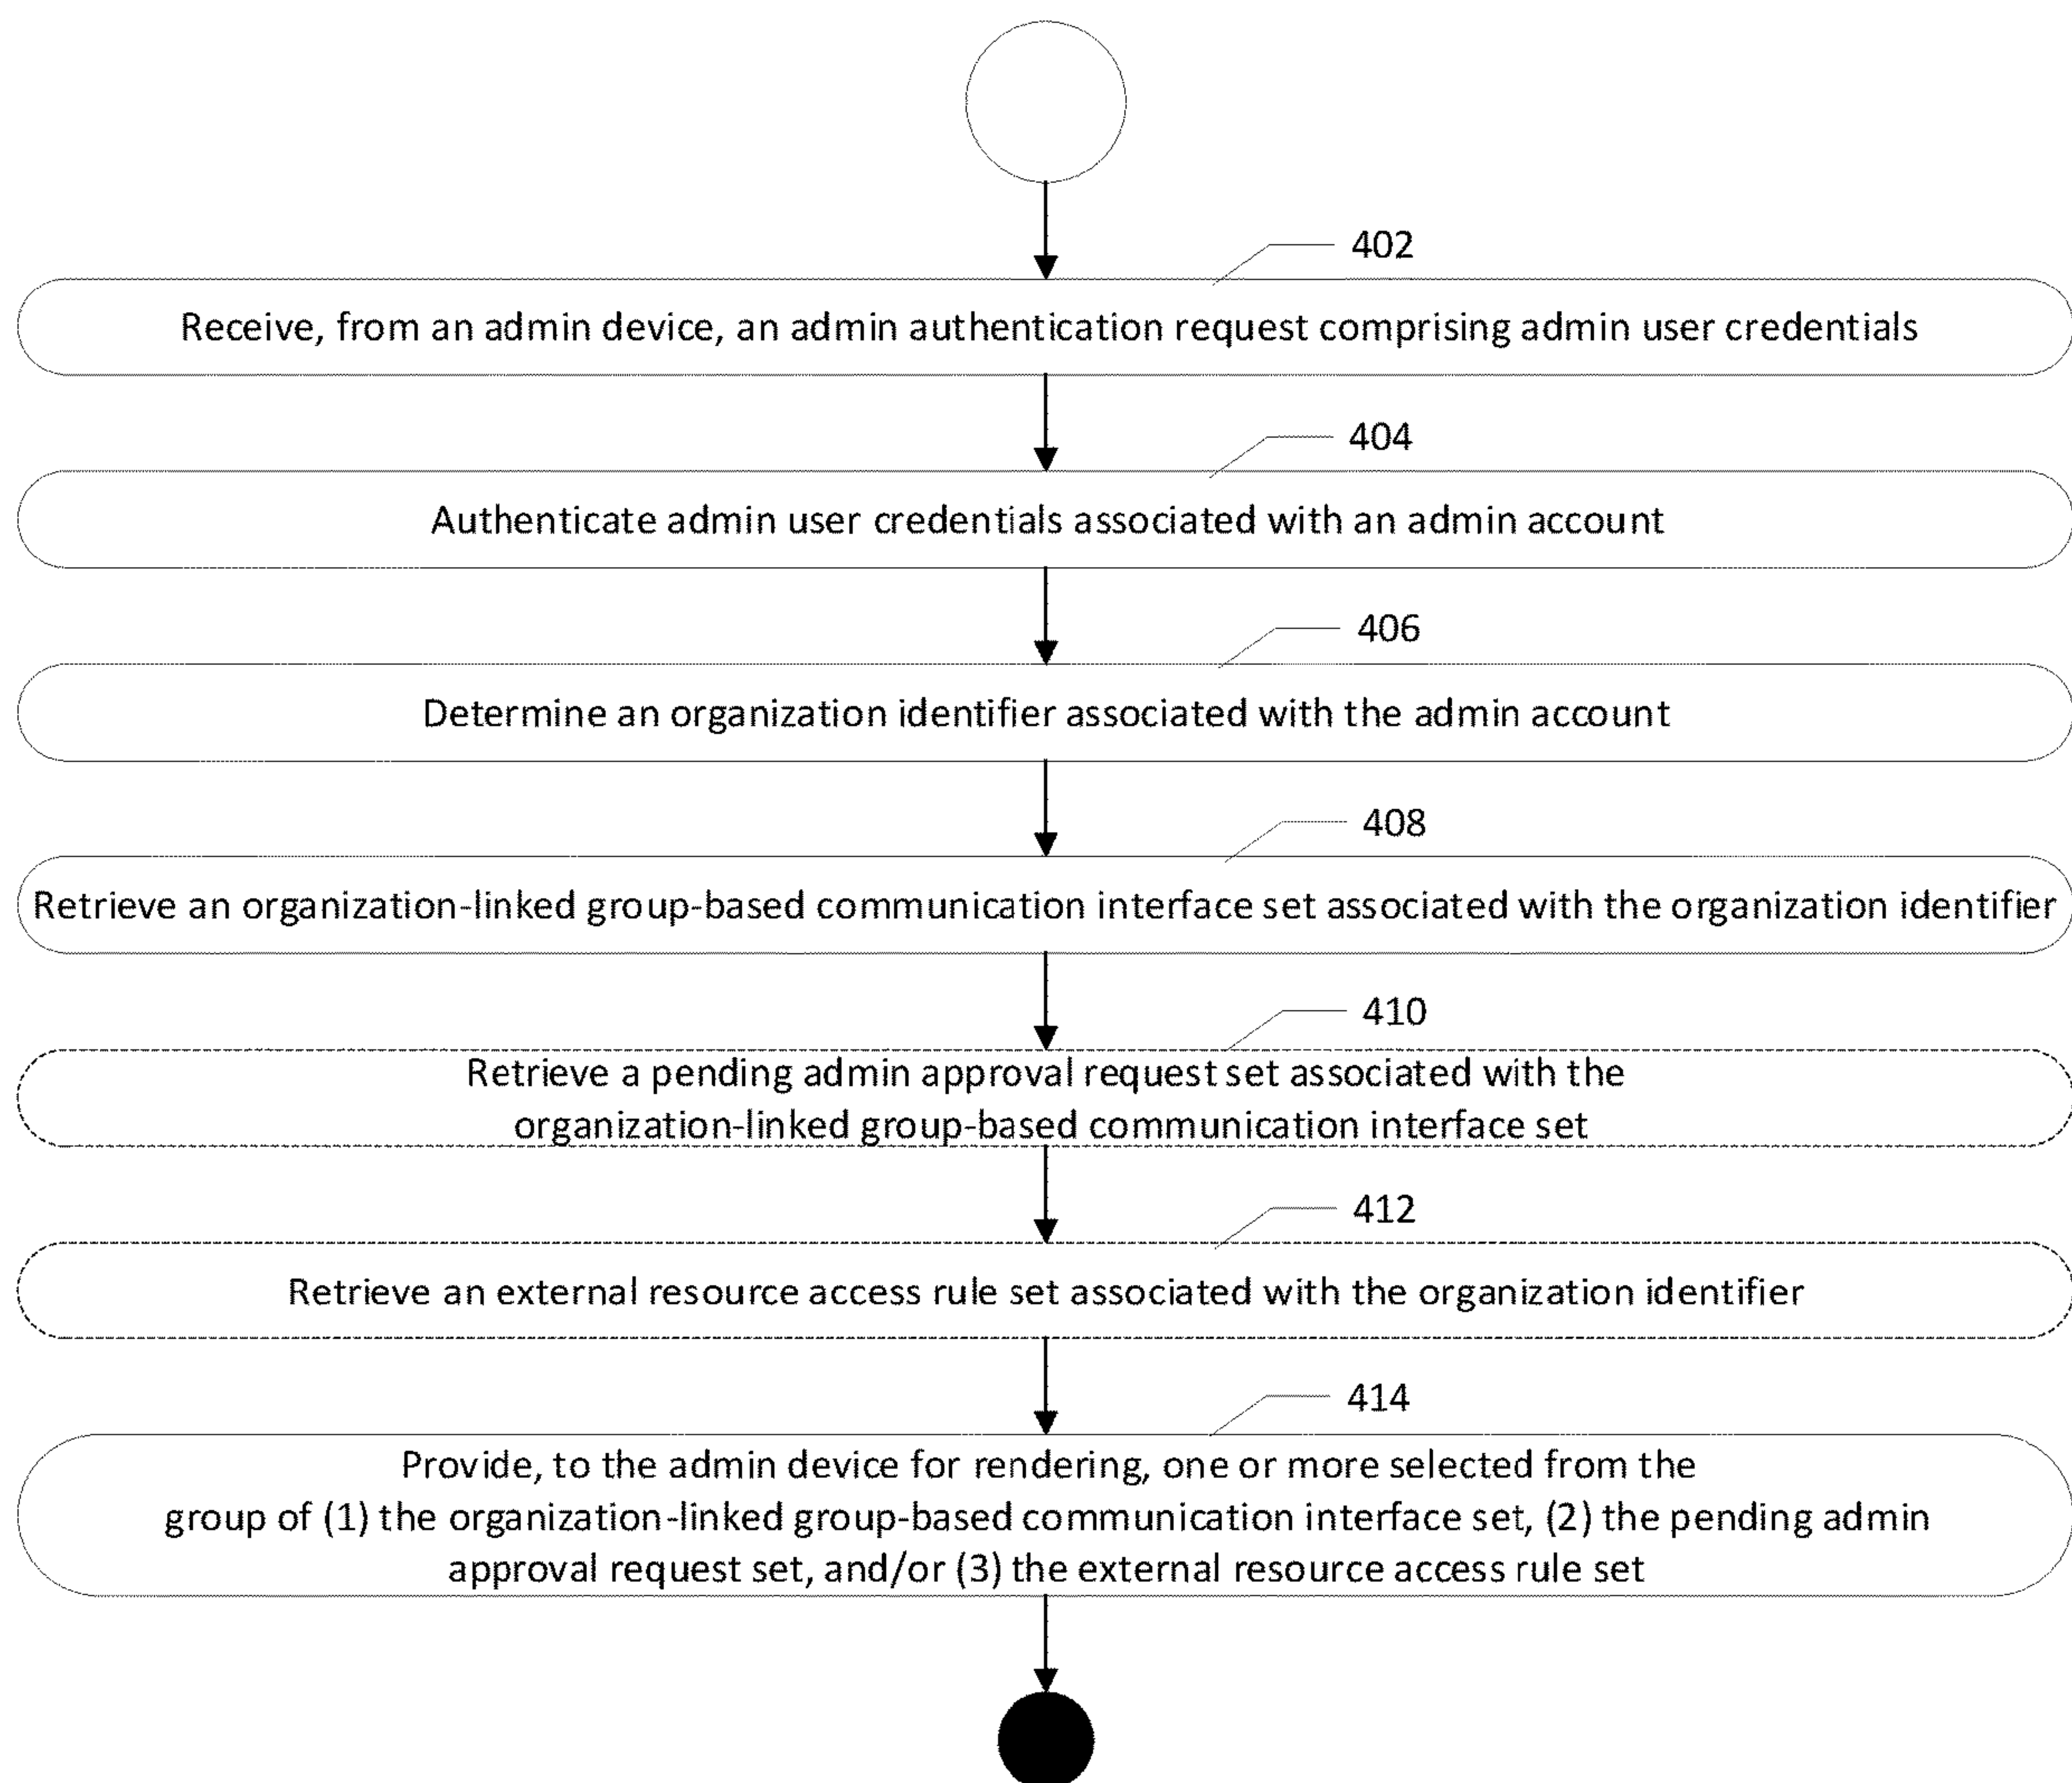 402
Receive, from an admin device, an admin authentication request comprising admin user credentials
404
Authenticate admin user credentials associated with an admin account
406
Determine an organization identifier associated with the admin account
408
Retrieve an organization-linked group-based communication interface set associated with the organization identifier
410
Retrieve a pending admin approval request set associated with the
organization-linked group-based communication interface set
412
Retrieve an external resource access rule set associated with the organization identifier
414
Provide, to the admin device for rendering, one or more selected from the
group of (1) the organization-linked group-based communication interface set, (2) the pending admin
approval request set, and/or (3) the external resource access rule set